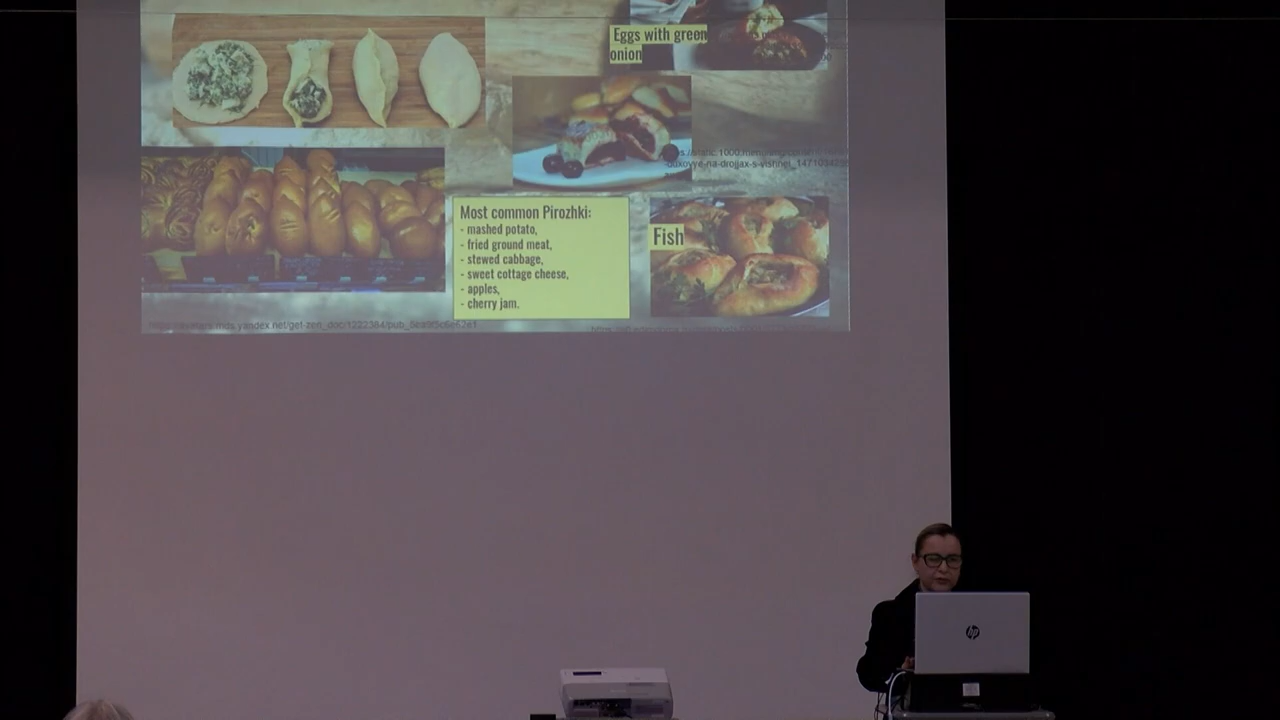 Eggs with green
onion
Most common Pirozhki:
- mashed potato,
- fried ground meat,
- stewed cabbage,
- sweet cottage cheese,
- apples,
- cherry jam.
Fish
hp